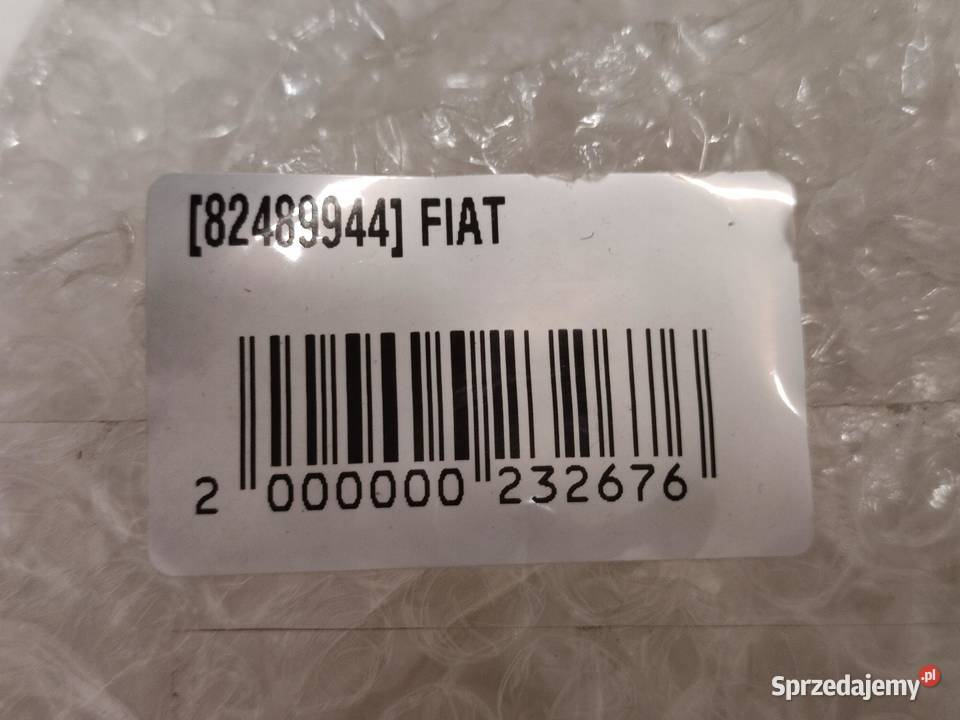 [82489944] FIAT
2 000000 232676
Sprzedajemy.pl